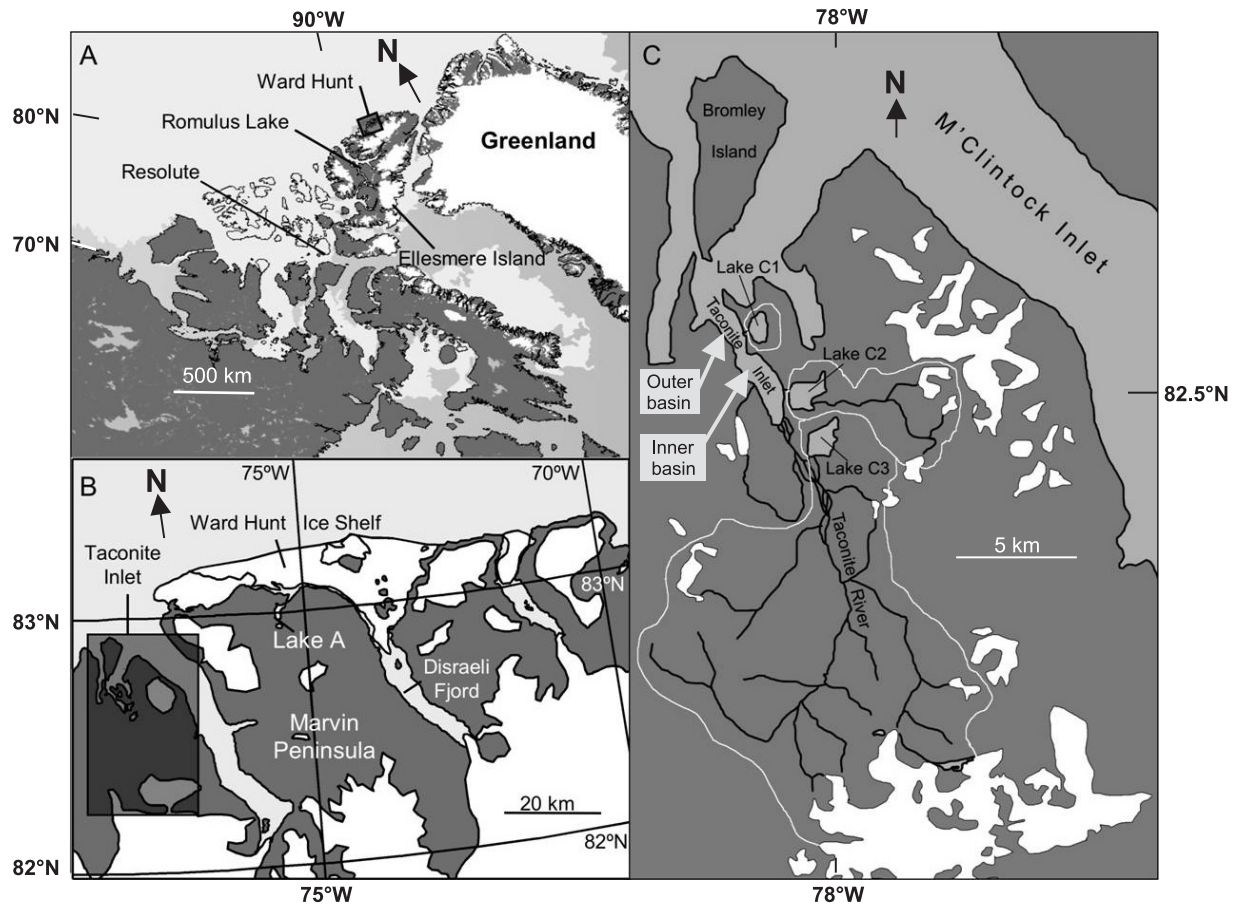 90°W
A
N
Ward Hunt
80°N
Romulus Lake
Greenland
Resolute
70°N
Ellesmere Island
500 km
B
75°W
70°W
N
Ward Hunt Ice Shelf
Taconite
Inlet
83°N
83°N
Lake A
Disraeli
Fjord
Marvin
Peninsula
20 km
82°N
82°N
75°W
78°W
C
N
Bromley
Island
M'Clintock Inlet
Lake C1
Taconite
Inlet
Lake C2
Outer
basin
82.5°N
Inner
basin
Lake C3
Taconite
River
5 km
78°W